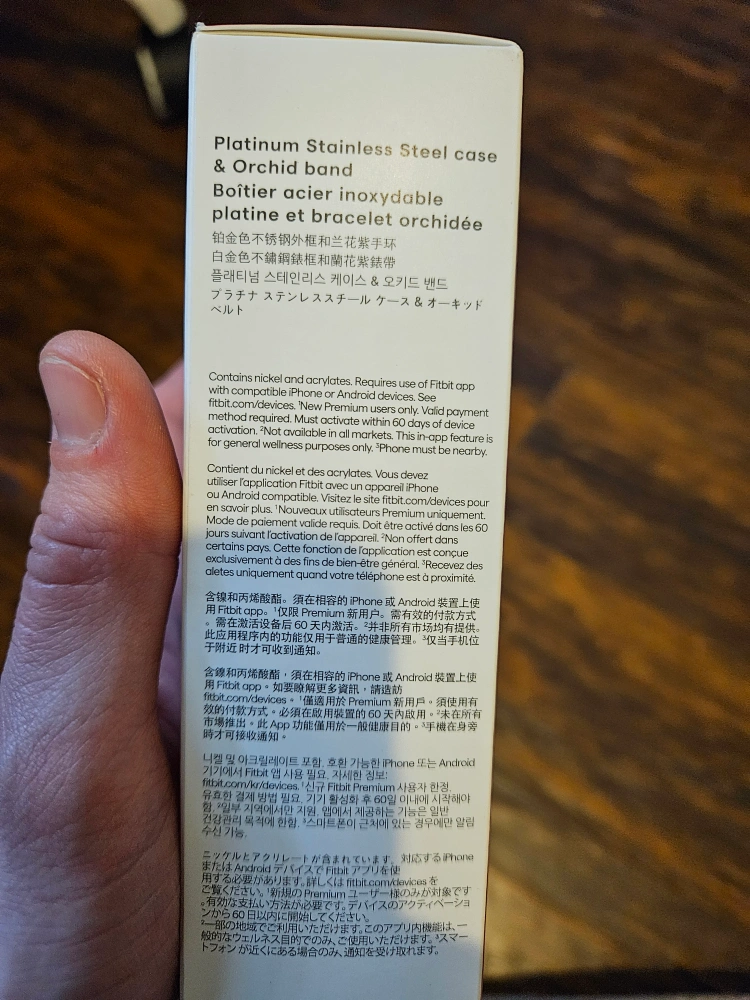 Platinum Stainless Steel case
& Orchid band
Boîtier acier inoxydable
platine et bracelet orchidée
铂金色不锈钢外框和兰花紫手环
白金色不鏽鋼錶框和蘭花紫錶帶
플래티넘 스테인리스 케이스 & 오키드 밴드
プラチナ ステンレススチール ケース & オーキッド
ベルト
Contains nickel and acrylates. Requires use of Fitbit app
with compatible iPhone or Android devices. See
fitbit.com/devices. ¹New Premium users only. Valid payment
method required. Must activate within 60 days of device
activation. ²Not available in all markets. This in-app feature is
for general wellness purposes only. ³Phone must be nearby.
Contient du nickel et des acrylates. Vous devez
utiliser l'application Fitbit avec un appareil iPhone
ou Android compatible. Visitez le site fitbit.com/devices pour
en savoir plus. ¹Nouveaux utilisateurs Premium uniquement.
Mode de paiement valide requis. Doit être activé dans les 60
jours suivant l'activation de l'appareil. ²Non offert dans
certains pays. Cette fonction de l'application est conçue
exclusivement à des fins de bien-être général. ³Recevez des
aletes uniquement quand votre téléphone est à proximité.
含镍和丙烯酸酯。須在相容的 iPhone 或 Android 裝置上使
用 Fitbit app。¹仅限 Premium 新用户。需有效的付款方式
。需在激活设备后 60 天内激活。²并非所有市场均有提供。
此应用程序内的功能仅用于普通的健康管理。³仅当手机位
于附近 时才可收到通知。
含鎳和丙烯酸酯，須在相容的 iPhone 或 Android 裝置上使
用 Fitbit app。如要瞭解更多資訊，請造訪
fitbit.com/devices。¹僅適用於 Premium 新用戶。須使用有
效的付款方式。必須在啟用裝置的 60 天內啟用。²未在所有
市場推出。此 App 功能僅用於一般健康目的。³手機在身旁
時才可接收通知。
니켈 및 아크릴레이트 포함. 호환 가능한 iPhone 또는 Android
기기에서 Fitbit 앱 사용 필요. 자세한 정보:
fitbit.com/kr/devices. ¹신규 Fitbit Premium 사용자 한정.
유효한 결제 방법 필요. 기기 활성화 후 60일 이내에 시작해야
함. ²일부 지역에서만 지원. 앱에서 제공하는 기능은 일반
건강관리 목적에 한함. ³스마트폰이 근처에 있는 경우에만 알림
수신 가능.
ニッケルとアクリレートが含まれています。対応する iPhone
または Android デバイスで Fitbit アプリを使
用する必要があります。詳しくは fitbit.com/devices を
ご覧ください。¹新規の Premium ユーザー様のみが対象です
。有効な支払い方法が必要です。デバイスのアクティベーショ
ンから 60 日以内に開始してください。
²一部の地域でご利用いただけます。このアプリ内機能は、一
般的なウェルネス目的でのみ、ご使用いただけます。³スマー
トフォンが近くにある場合のみ、通知を受け取れます。